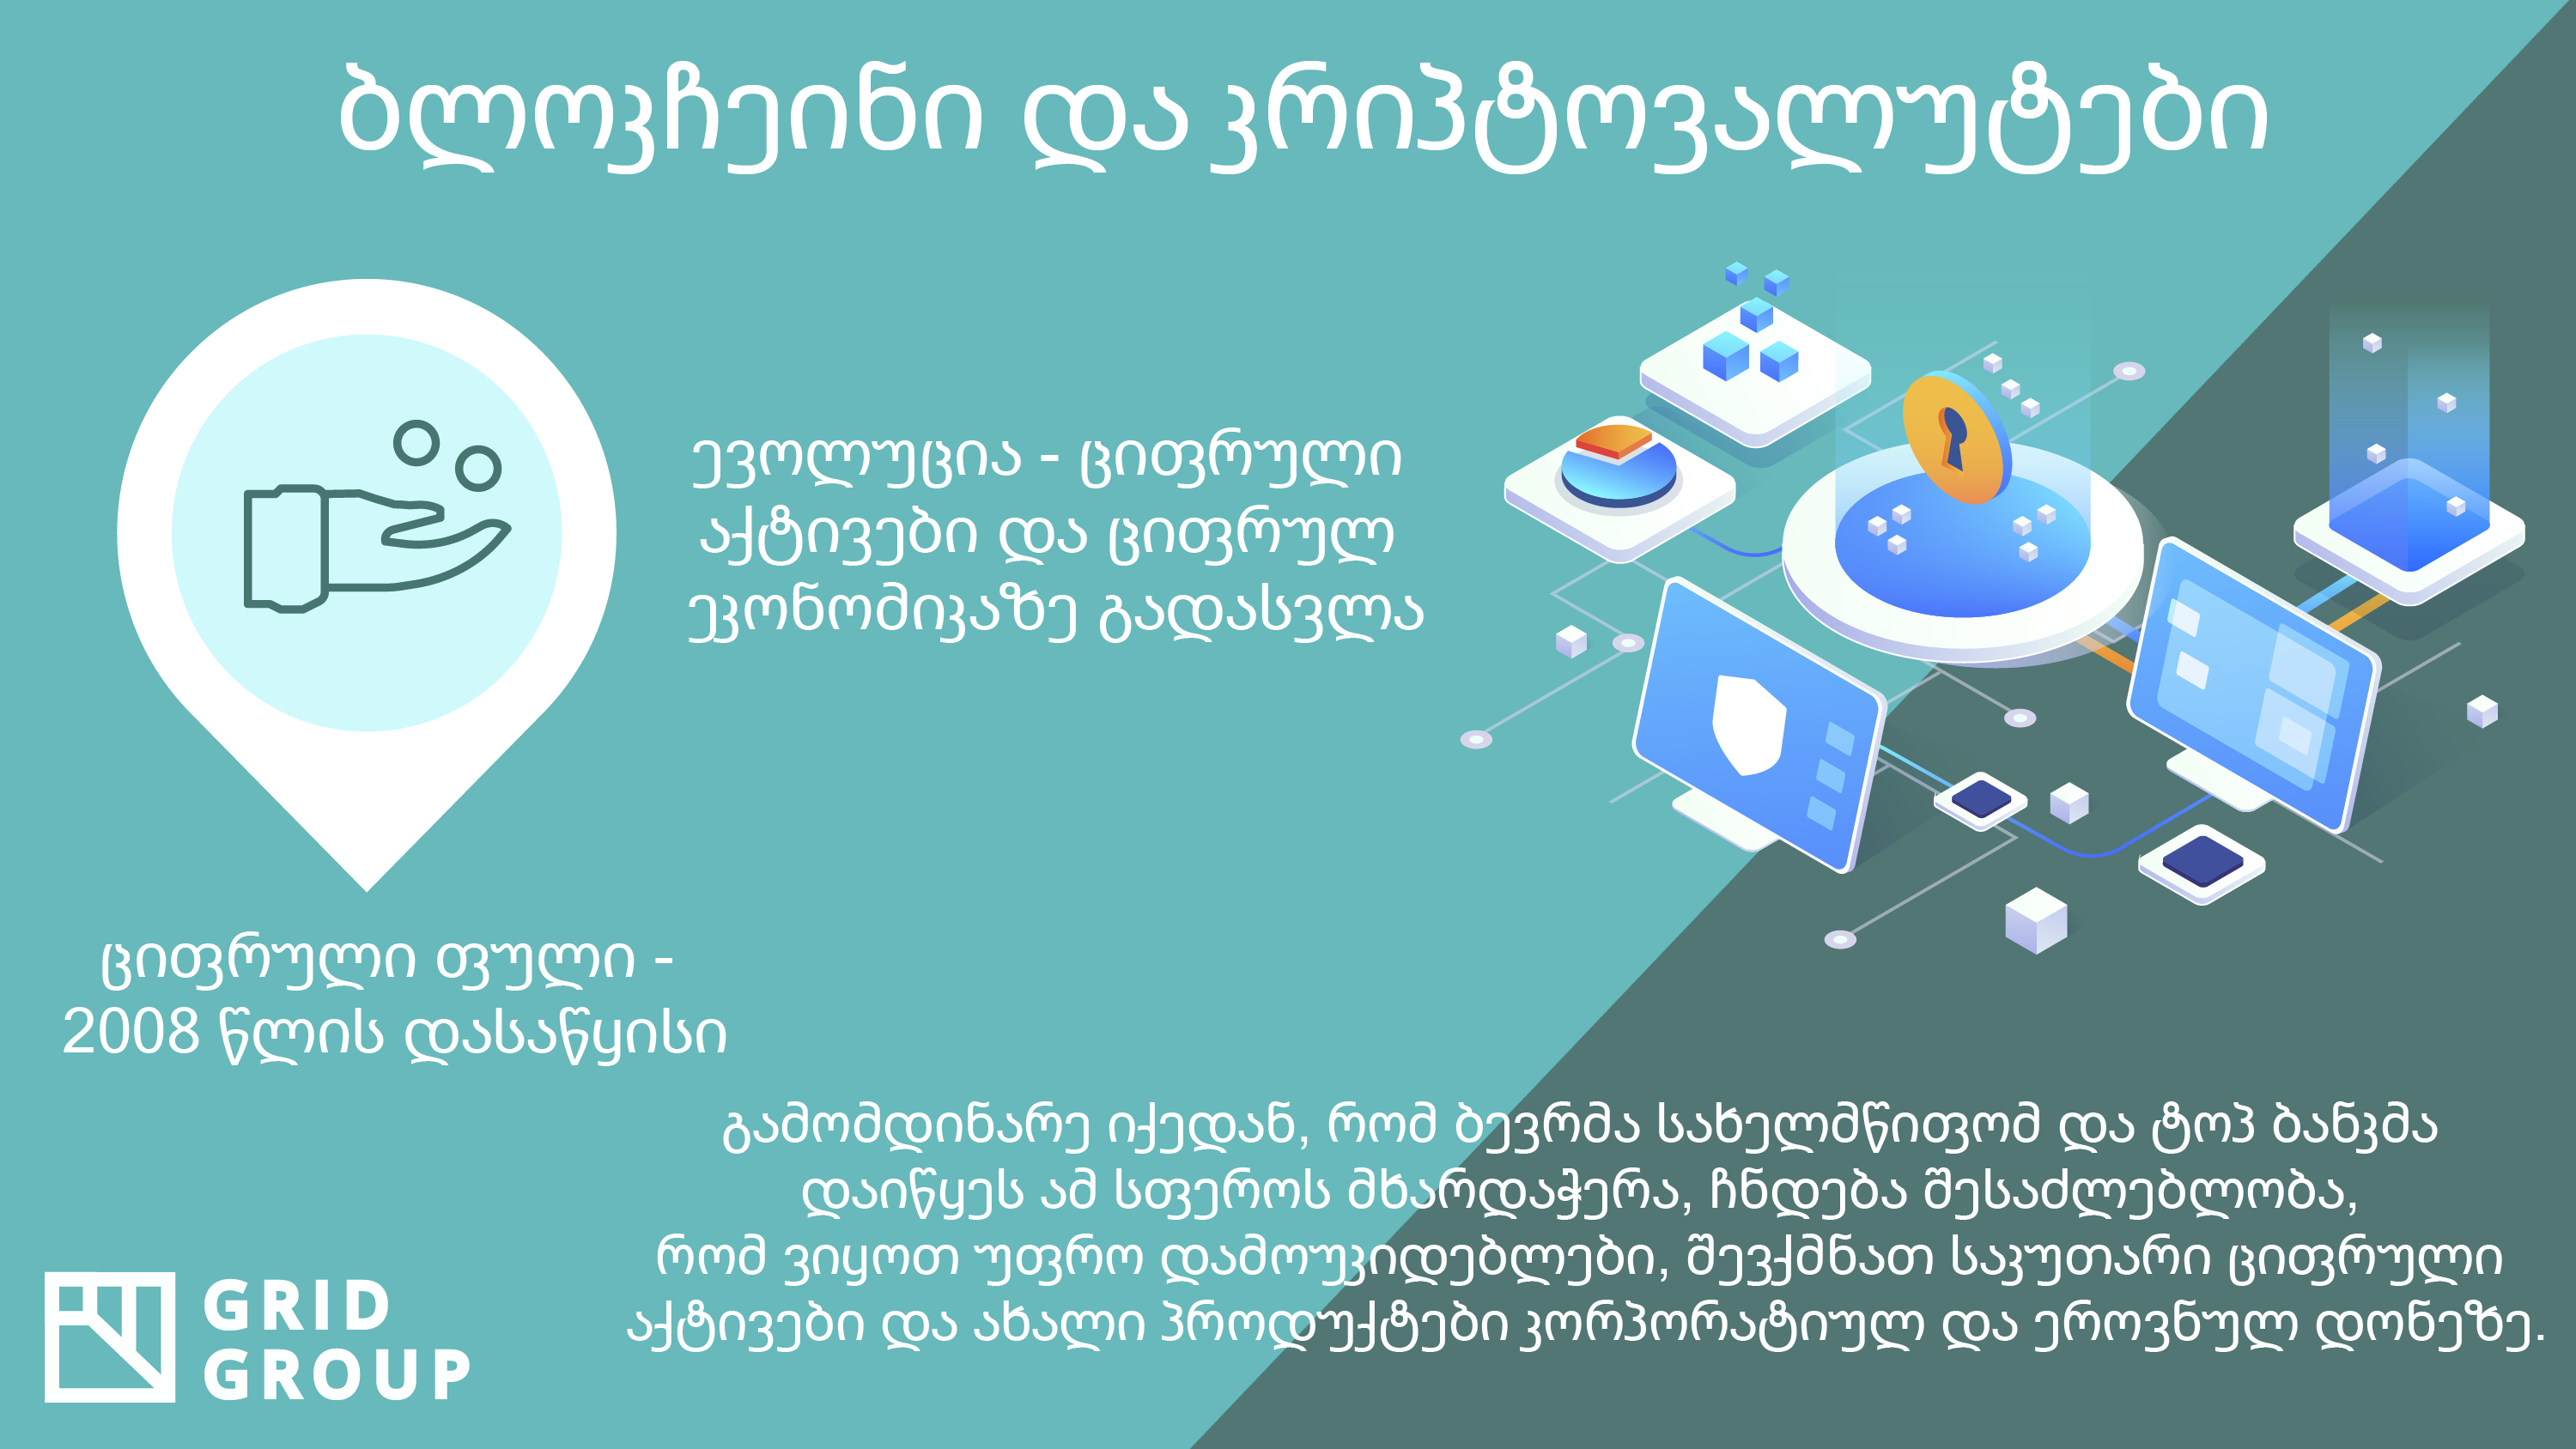 ბლოკჩეინი და კრიპტოვალუტები
ევოლუცია - ციფრული
აქტივები და ციფრულ
ეკონომიკაზე გადასვლა
ციფრული ფული -
2008 წლის დასაწყისი
გამომდინარე იქედან, რომ ბევრმა სახელმწიფომ და ტოპ ბანკმა
დაიწყეს ამ სფეროს მხარდაჭერა, ჩნდება შესაძლებლობა,
რომ ვიყოთ უფრო დამოუკიდებლები, შევქმნათ საკუთარი ციფრული
აქტივები და ახალი პროდუქტები კორპორატიულ და ეროვნულ დონეზე.
GRID
GROUP